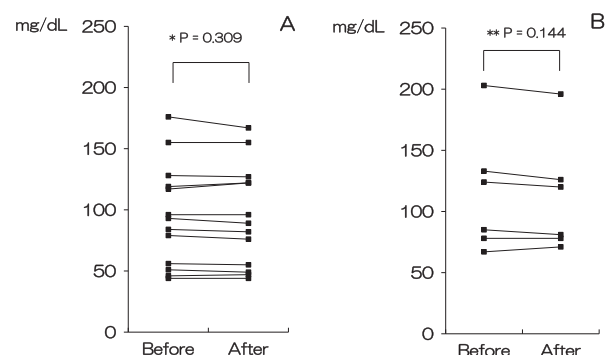 mg/dL
A
* P = 0.309
250
200
150
100
50
0
Before After
mg/dL
B
** P = 0.144
250
200
150
100
50
0
Before After